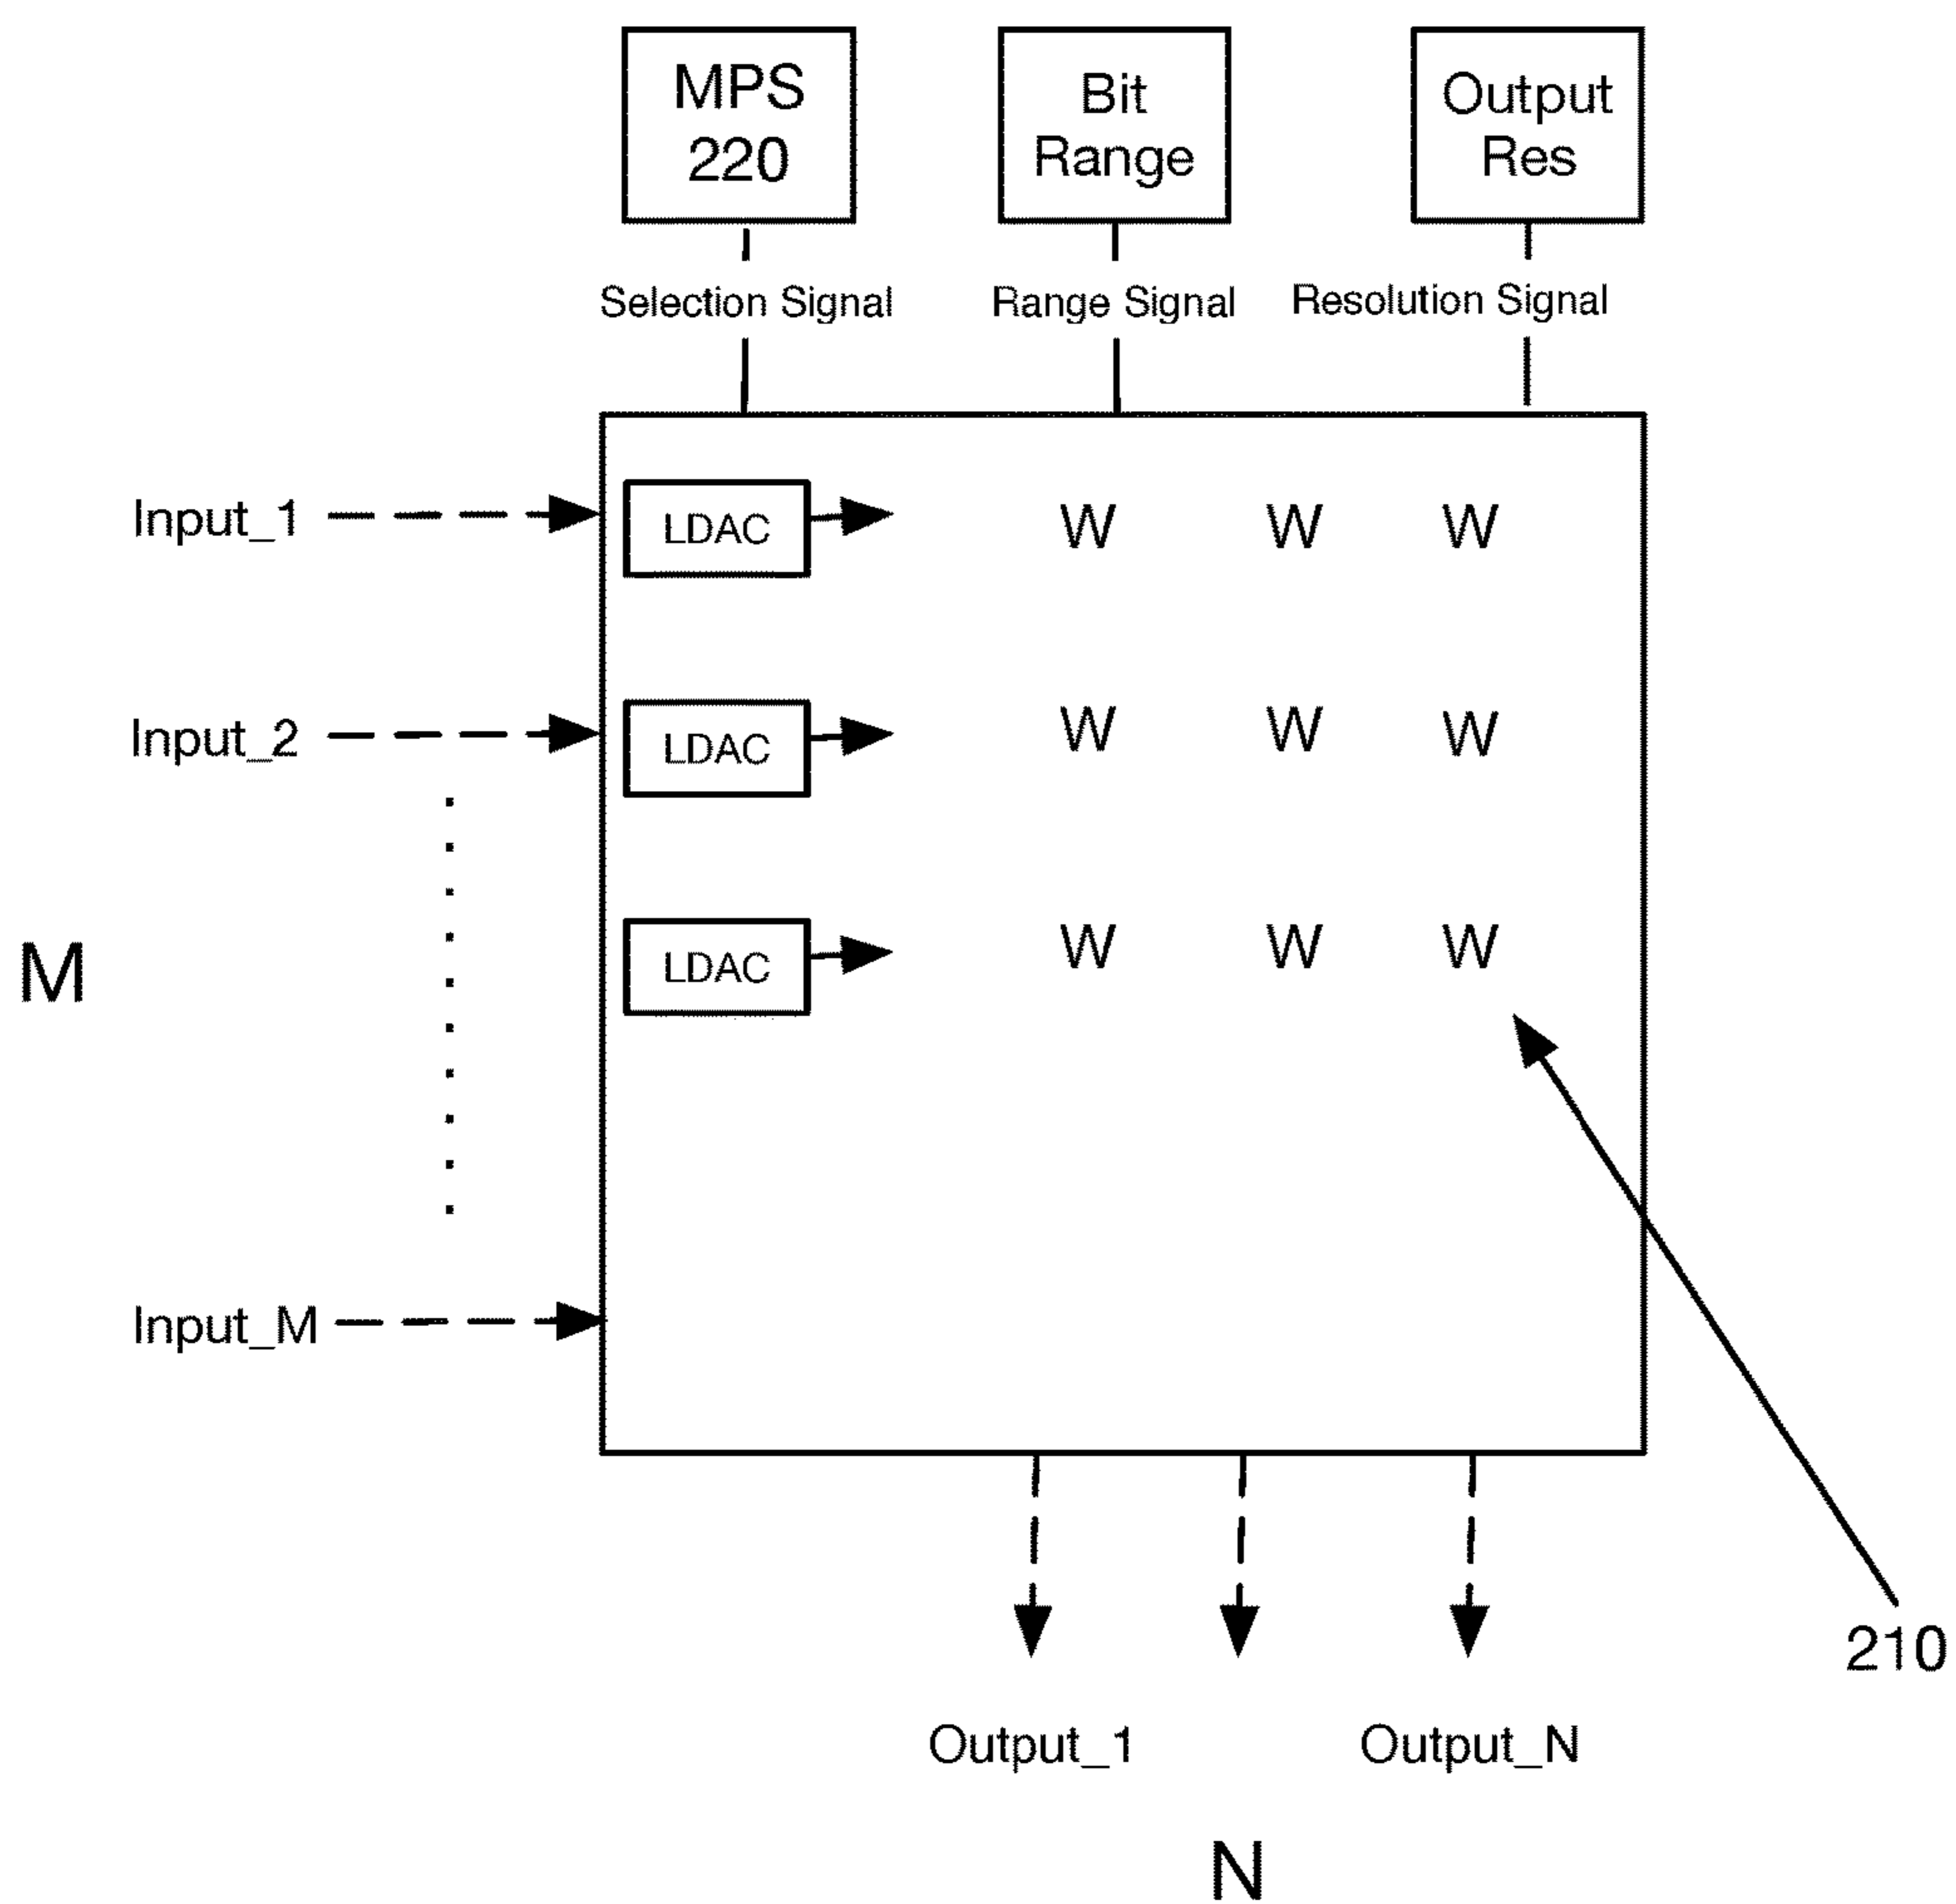 MPS
220
Bit
Range
Output
Res
Selection Signal
Range Signal
Resolution Signal
Input_1
LDAC
W W W
Input_2
LDAC
W W W
M
LDAC
W W W
Input_M
210
Output_1
Output_N
N